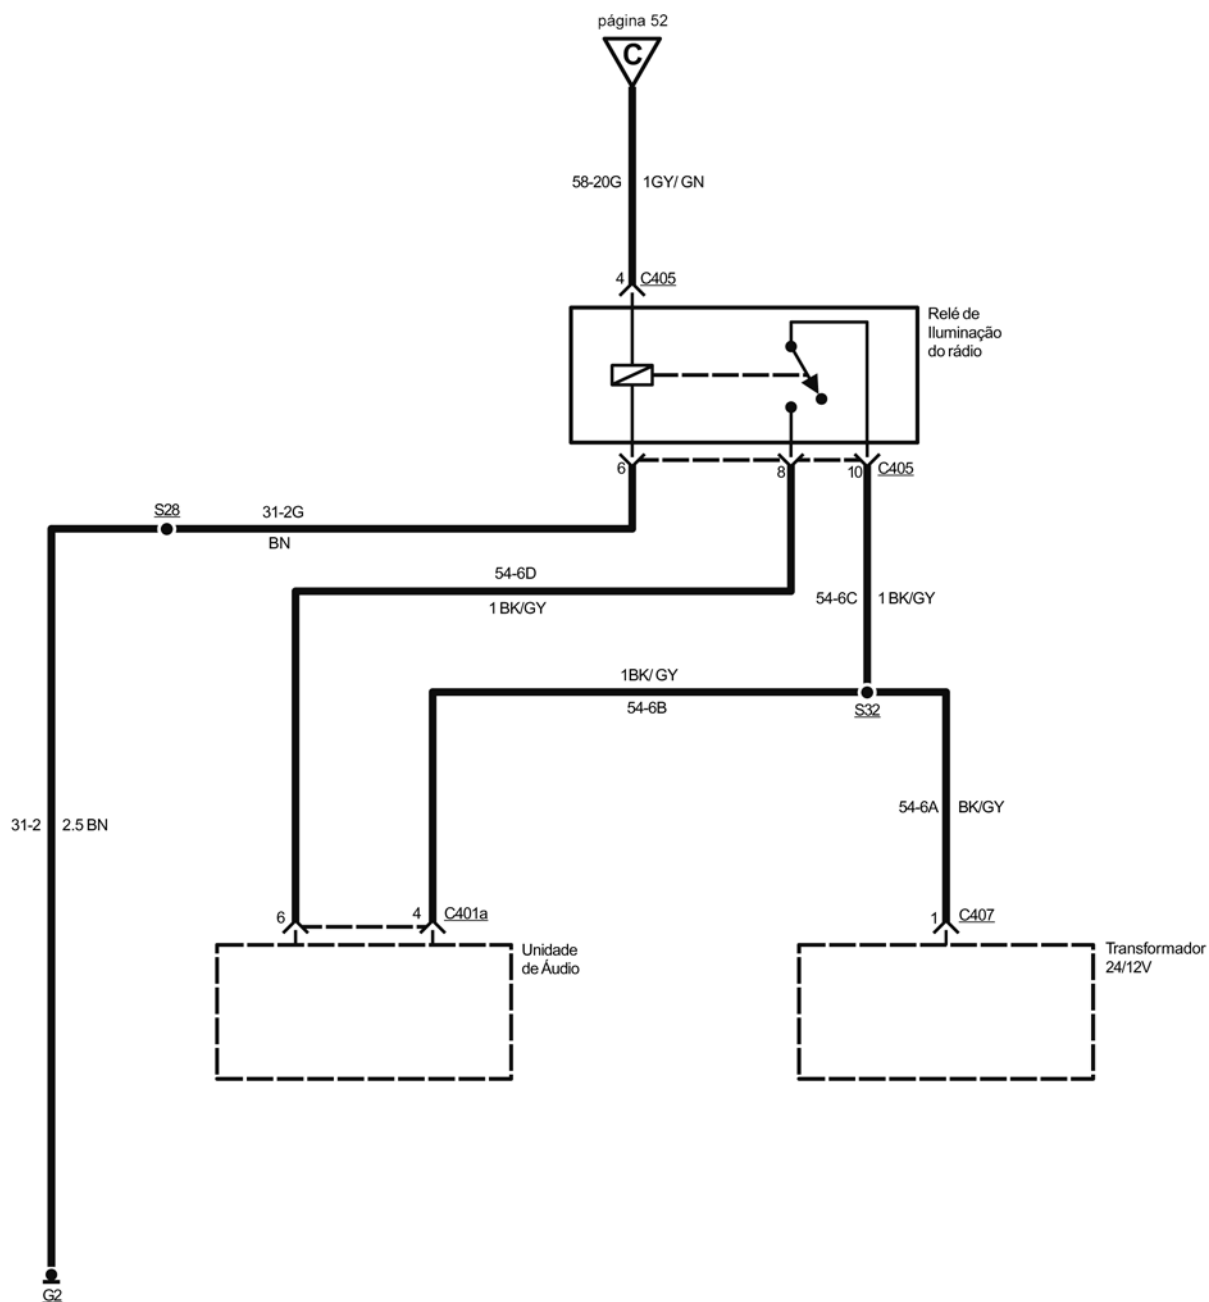 página 52
C
58-20G 1GY/ GN
4 C405
Relé de
Iluminação
do rádio
6 8 10 C405
S28 31-2G
BN
54-6D
1 BK/GY
54-6C 1 BK/GY
1BK/ GY
54-6B
S32
31-2 2.5 BN
54-6A BK/GY
6 4 C401a
1 C407
Unidade
de Áudio
Transformador
24/12V
G2